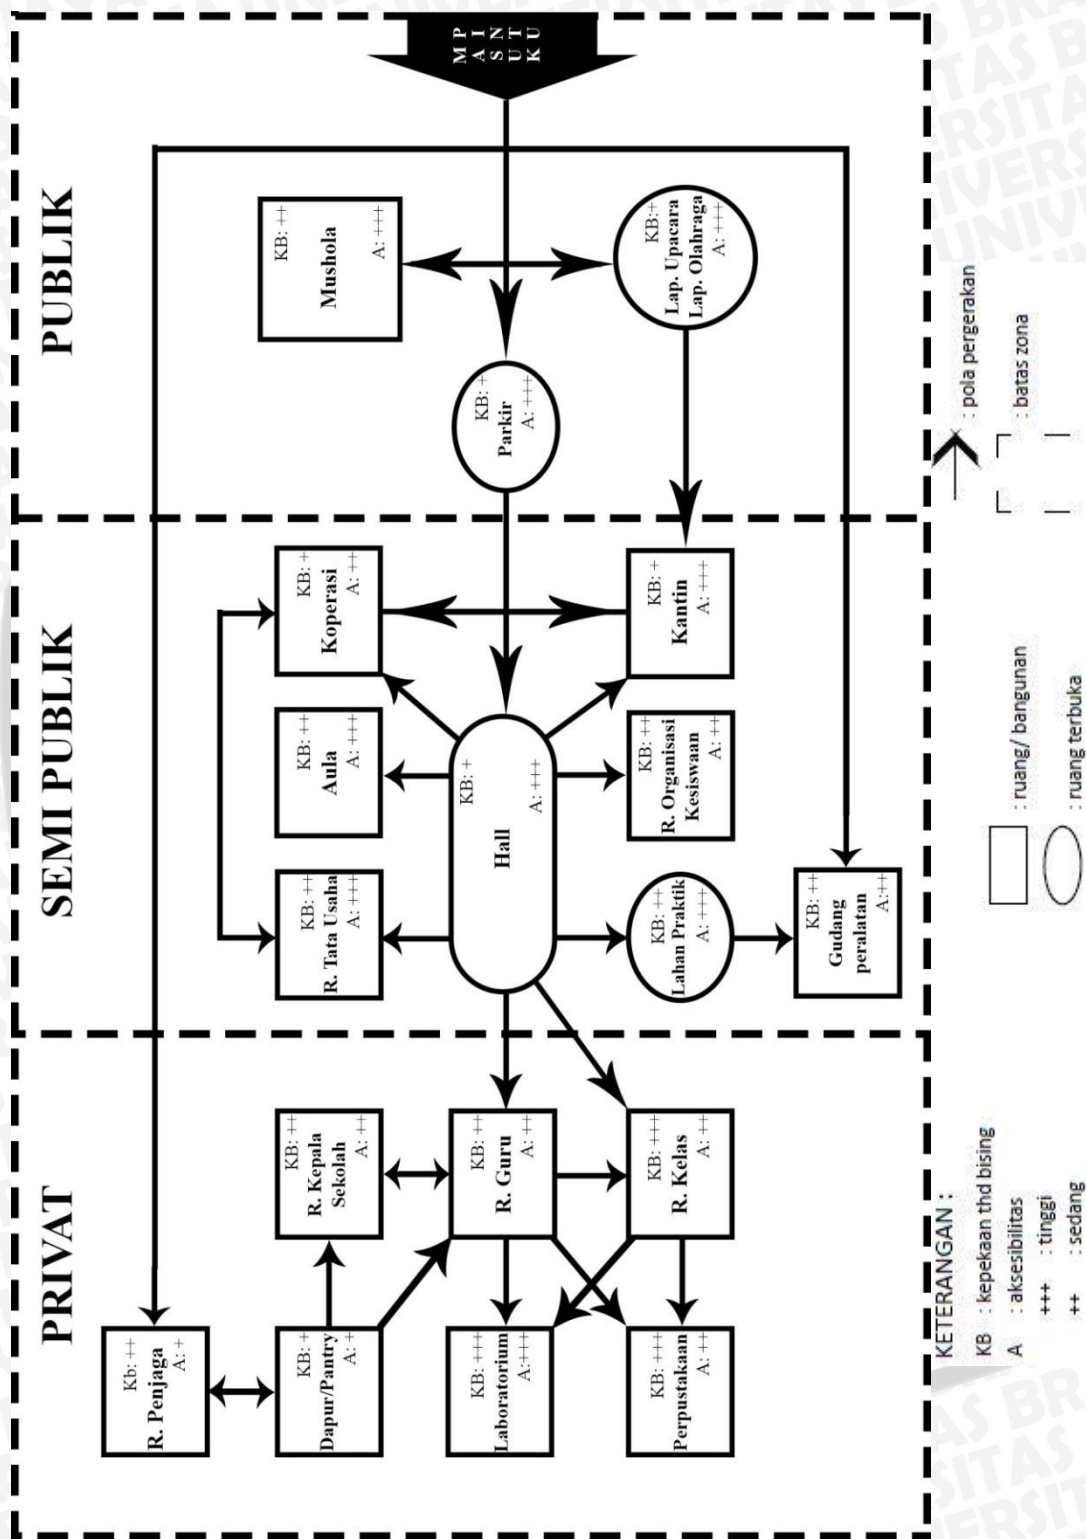 PRIVAT
SEMI PUBLIK
PUBLIK
Kb: ++
R. Penjaga
A: +
KB: +
Dapur/Pantry
A: +
KB: ++
R. Kepala
Sekolah
A: ++
KB: ++
R. Tata Usaha
A: +++
KB: ++
Aula
A: +++
KB: +
Koperasi
A: ++
KB: ++
Mushola
A: +++
M P
A I
S N
U T
K U
KB: +++
Laboratorium
A:+++
KB: ++
R. Guru
A: ++
KB: +
Hall
A: +++
KB: +
Parkir
A: +++
KB: +++
Perpustakaan
A: ++
KB: +++
R. Kelas
A: ++
KB: ++
Lahan Praktik
A: +++
KB: ++
R. Organisasi
Kesiswaan
A: ++
KB: +
Kantin
A: +++
KB:+
Lap. Upacara
Lap. Olahraga
A: +++
KB: ++
Gudang
peralatan
A:++
KETERANGAN :
KB : kepekaan thd bising
A : aksesibilitas
+++ : tinggi
++ : sedang
: ruang/ bangunan
: ruang terbuka
: pola pergerakan
: batas zona